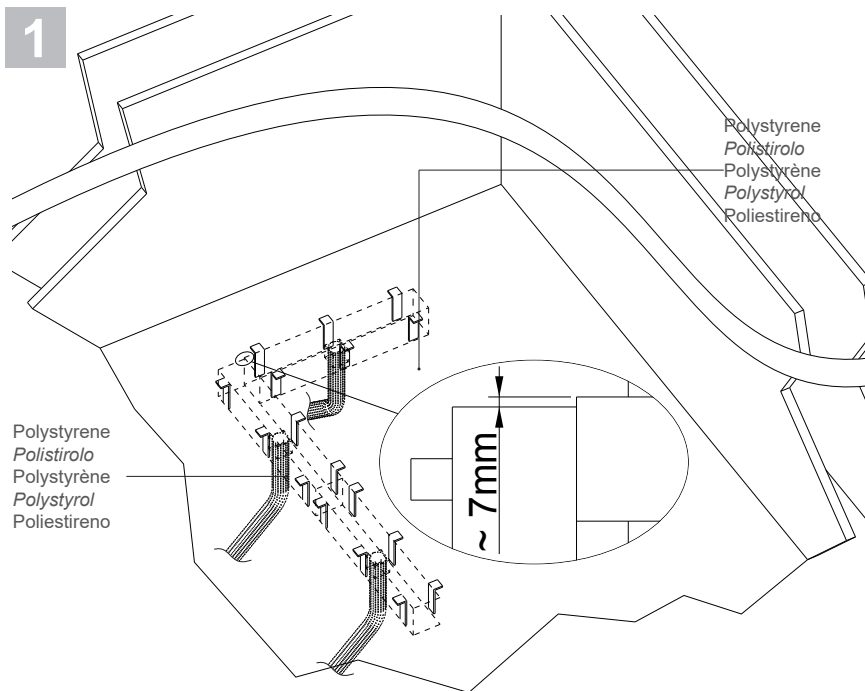 1
Polystyrene
Polistirolo
Polystyrène
Polystyrol
Poliestireno
Polystyrene
Polistirolo
Polystyrène
Polystyrol
Poliestireno
~ 7mm